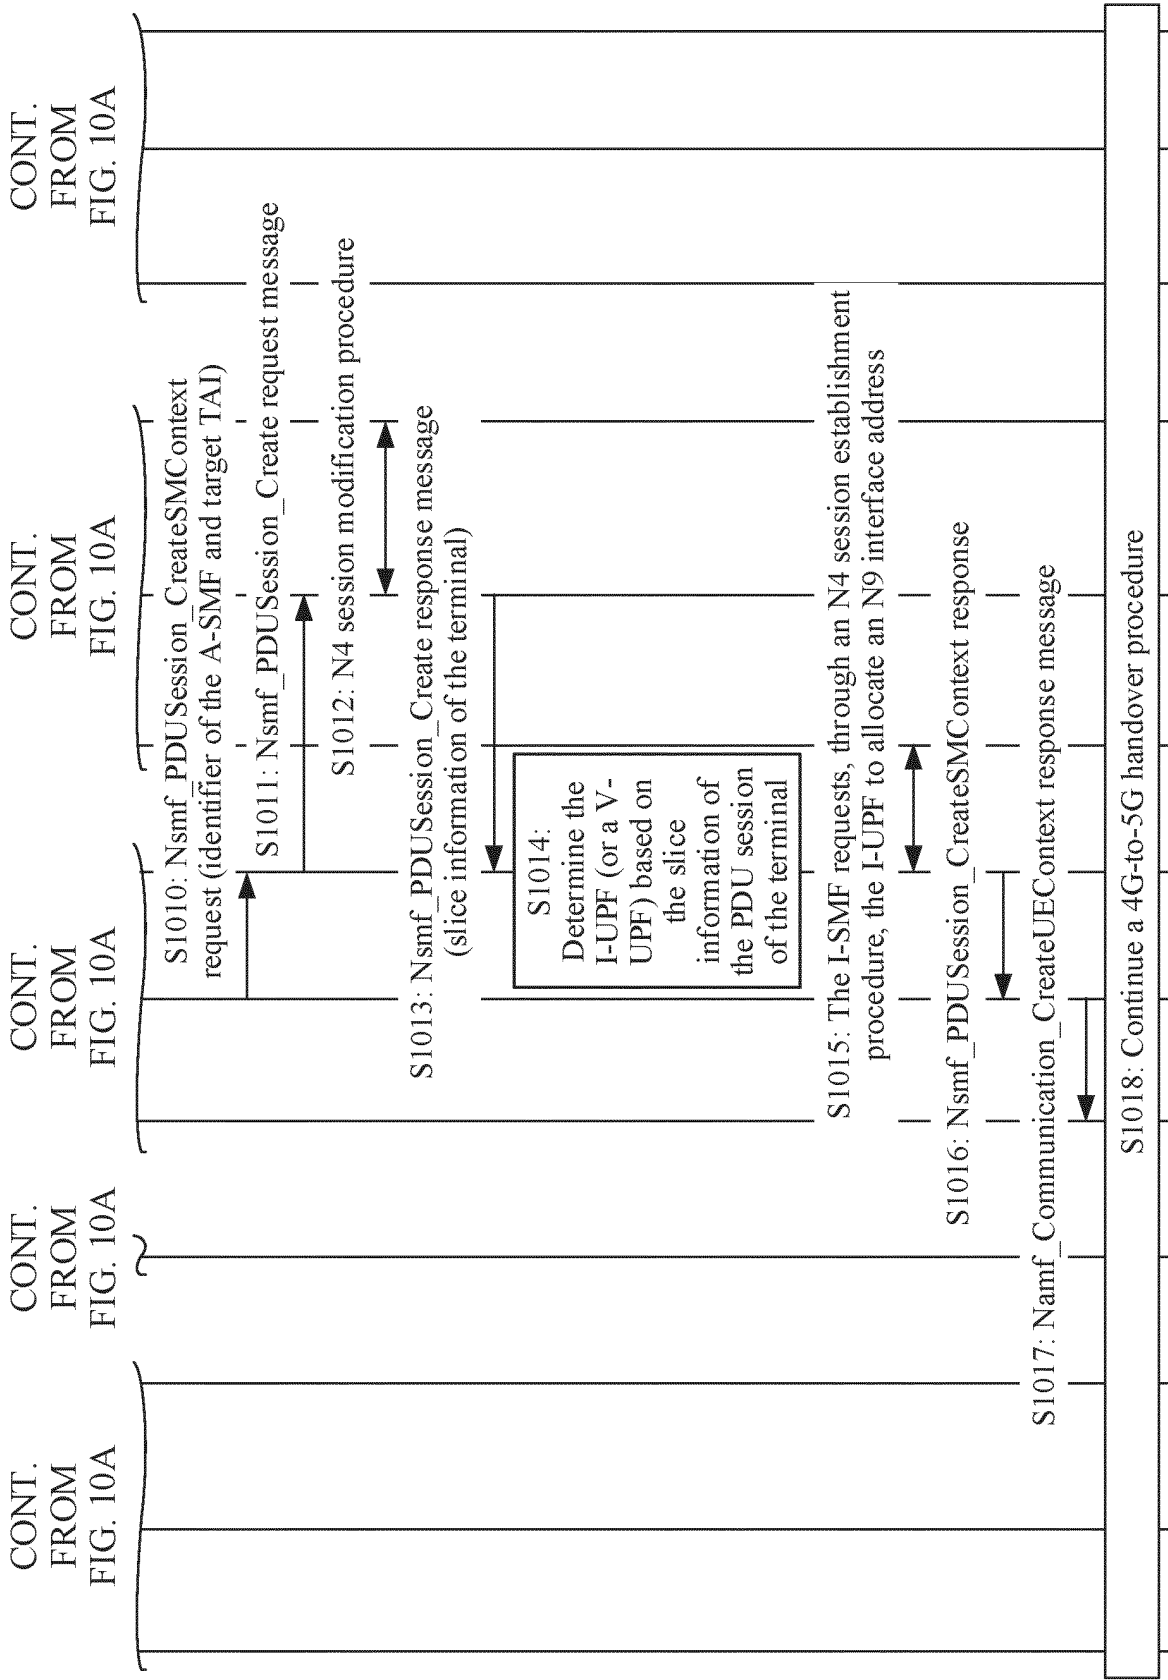 CONT.
FROM
FIG. 10A
CONT.
FROM
FIG. 10A
CONT.
FROM
FIG. 10A
CONT.
FROM
FIG. 10A
CONT.
FROM
FIG. 10A
S1010: Nsmf_PDUSession_CreateSMContext
request (identifier of the A-SMF and target TAI)
S1011: Nsmf_PDUSession_Create request message
S1012: N4 session modification procedure
S1013: Nsmf_PDUSession_Create response message
(slice information of the terminal)
S1014:
Determine the
I-UPF (or a V-
UPF) based on
the slice
information of
the PDU session
of the terminal
S1015: The I-SMF requests, through an N4 session establishment
procedure, the I-UPF to allocate an N9 interface address
S1016: Nsmf_PDUSession_CreateSMContext response
S1017: Namf_Communication_CreateUEContext response message
S1018: Continue a 4G-to-5G handover procedure